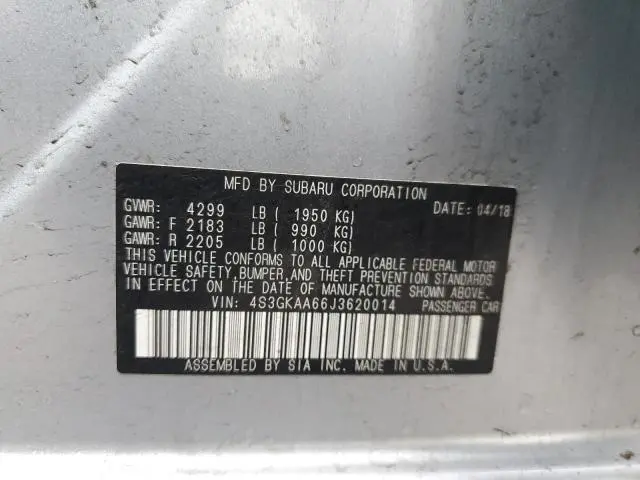 MFD BY SUBARU CORPORATION
GVWR: 4299 LB ( 1950 KG) DATE: 04/18
GAWR: F 2183 LB ( 990 KG)
GAWR: R 2205 LB ( 1000 KG)
THIS VEHICLE CONFORMS TO ALL APPLICABLE FEDERAL MOTOR
VEHICLE SAFETY, BUMPER, AND THEFT PREVENTION STANDARDS
IN EFFECT ON THE DATE OF MANUFACTURE SHOWN ABOVE.
VIN: 4S3GKAA66J3620014 PASSENGER CAR
ASSEMBLED BY SIA INC. MADE IN U.S.A.